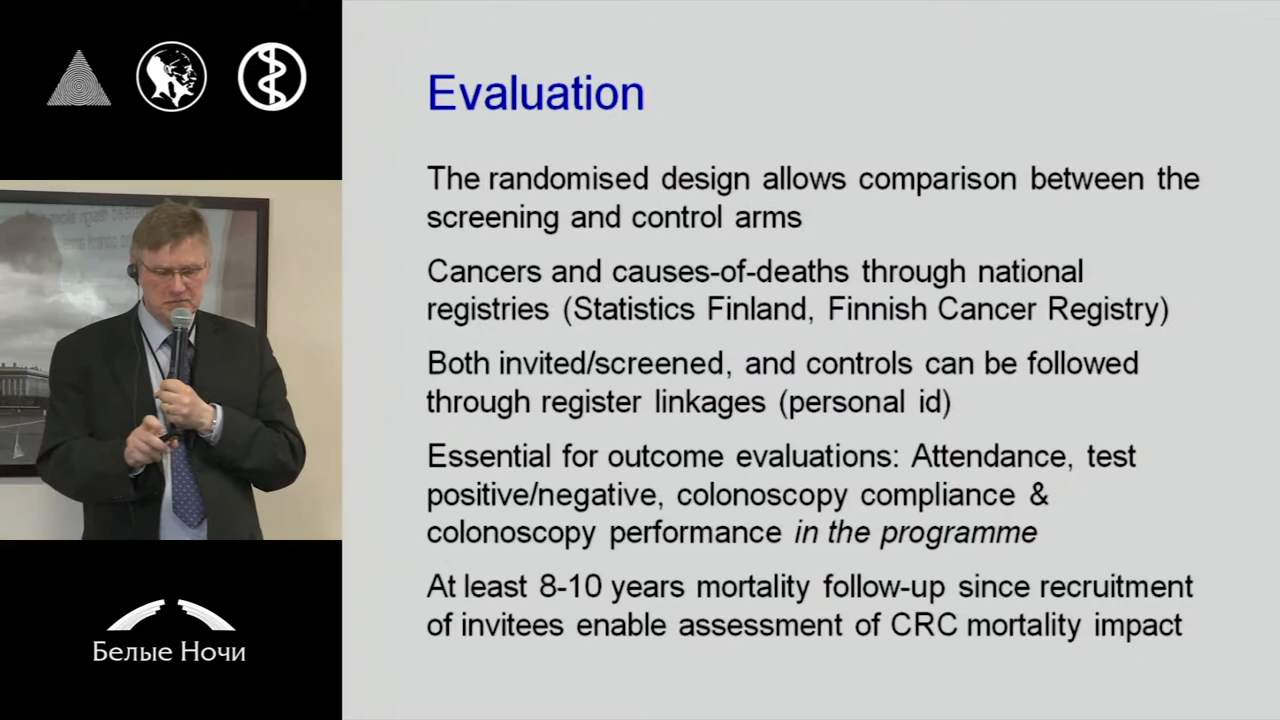 Evaluation
The randomised design allows comparison between the
screening and control arms
Cancers and causes-of-deaths through national
registries (Statistics Finland, Finnish Cancer Registry)
Both invited/screened, and controls can be followed
through register linkages (personal id)
Essential for outcome evaluations: Attendance, test
positive/negative, colonoscopy compliance &
colonoscopy performance in the programme
At least 8-10 years mortality follow-up since recruitment
of invitees enable assessment of CRC mortality impact
Белые Ночи